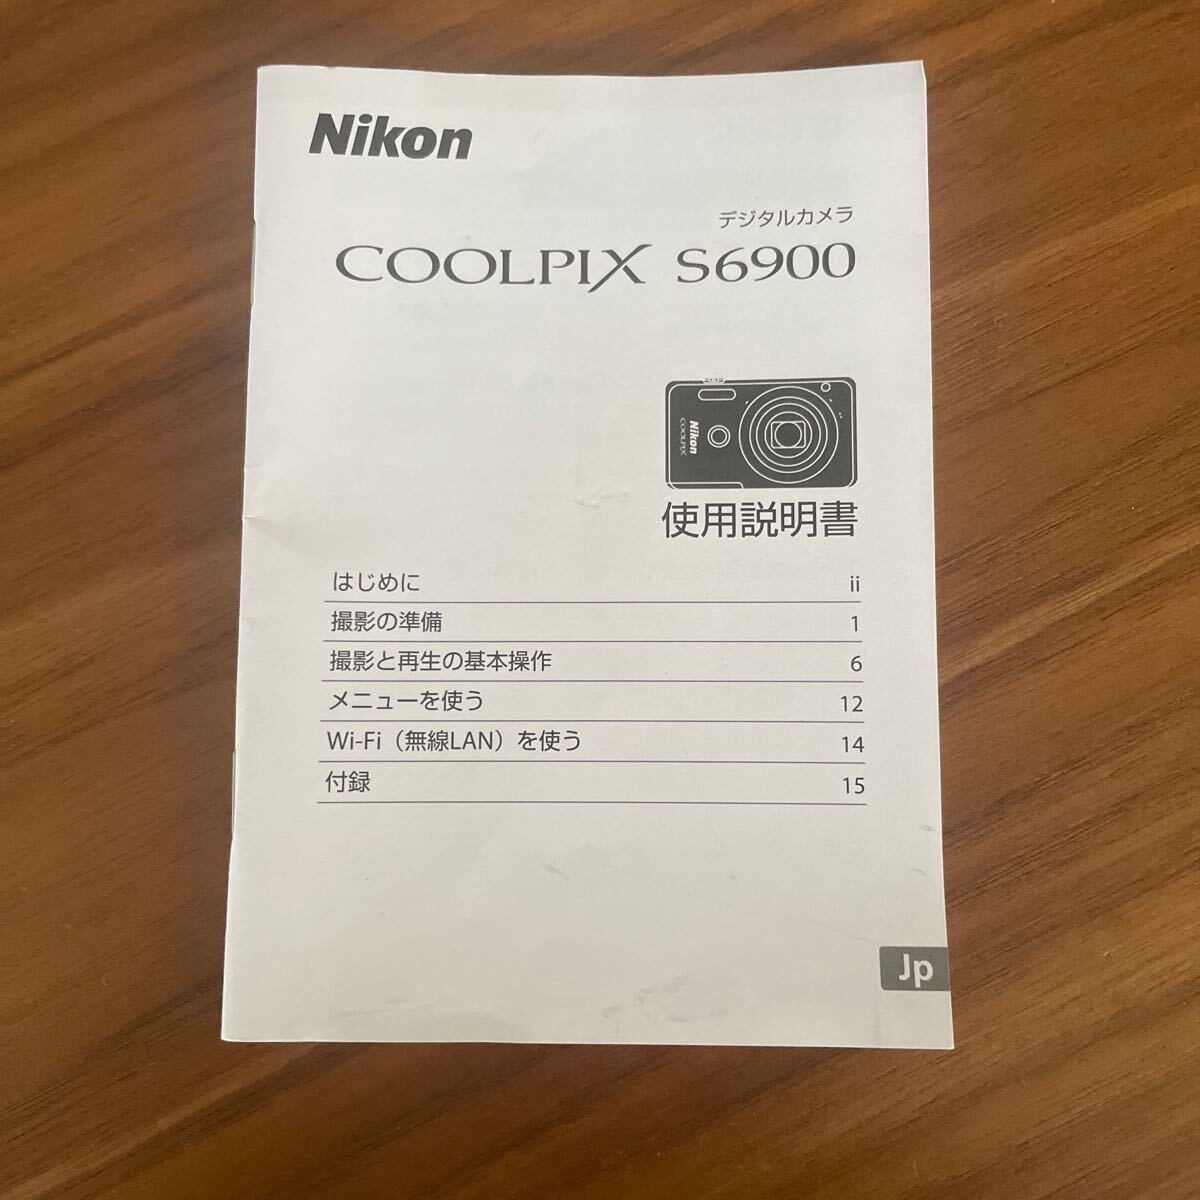 Nikon
デジタルカメラ
COOLPIX S6900
Nikon
COOLPIX
使用説明書
はじめに ii
撮影の準備 1
撮影と再生の基本操作 6
メニューを使う 12
Wi-Fi（無線LAN）を使う 14
付録 15
Jp